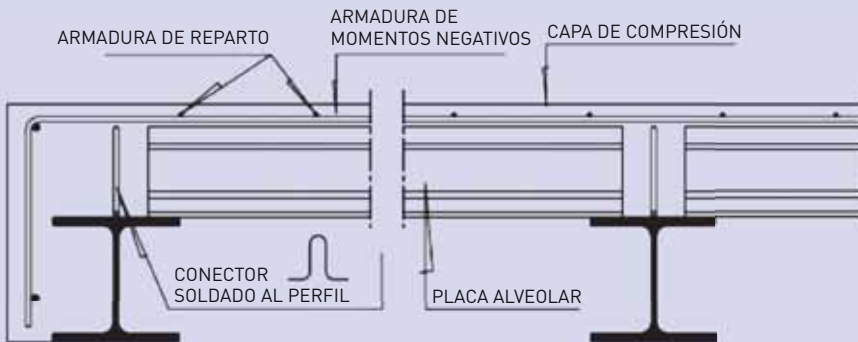 ARMADURA DE REPARTO
ARMADURA DE
MOMENTOS NEGATIVOS
CAPA DE COMPRESIÓN
CONECTOR
SOLDADO AL PERFIL
PLACA ALVEOLAR